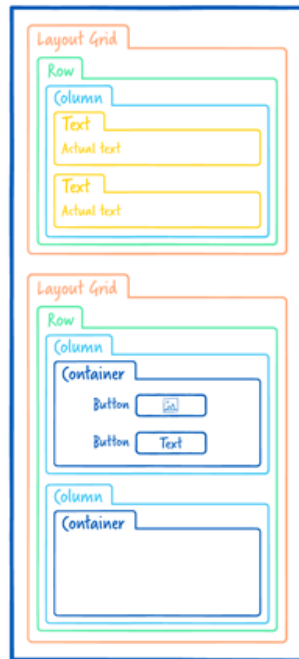 Layout Grid
Row
Column
Text
Actual text
Text
Actual text
Layout Grid
Row
Column
Container
Button
Button Text
Column
Container